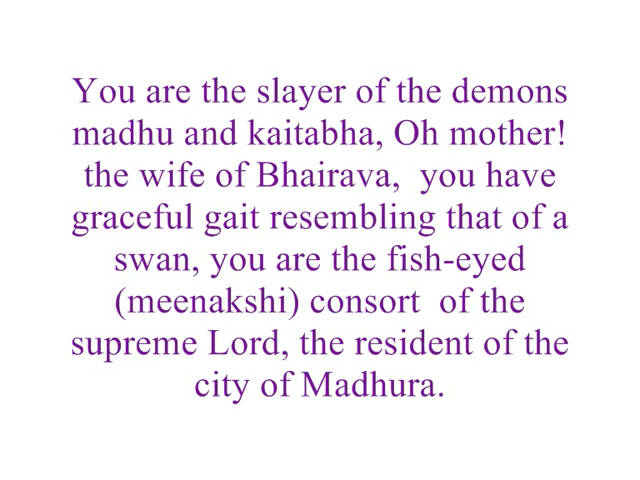 You are the slayer of the demons
madhu and kaitabha, Oh mother!
the wife of Bhairava,  you have
graceful gait resembling that of a
swan, you are the fish-eyed
(meenakshi) consort  of the
supreme Lord, the resident of the
city of Madhura.